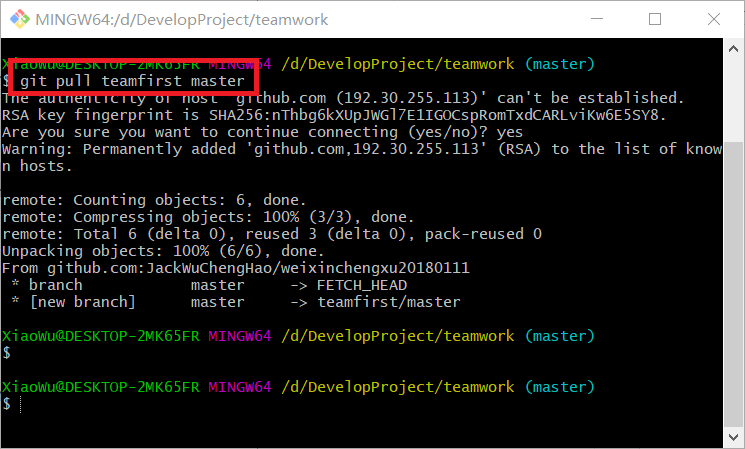 MINGW64:/d/DevelopProject/teamwork
XiaoWu@DESKTOP-2MK65FR MINGW64 /d/DevelopProject/teamwork (master)
$ git pull teamfirst master
The authenticity of host 'github.com (192.30.255.113)' can't be established.
RSA key fingerprint is SHA256:nThbg6kXUpJWGl7E1IGOCspRomTxdCARLviKw6E5SY8.
Are you sure you want to continue connecting (yes/no)? yes
Warning: Permanently added 'github.com,192.30.255.113' (RSA) to the list of know
n hosts.
remote: Counting objects: 6, done.
remote: Compressing objects: 100% (3/3), done.
remote: Total 6 (delta 0), reused 3 (delta 0), pack-reused 0
Unpacking objects: 100% (6/6), done.
From github.com:JackWuChengHao/weixinchengxu20180111
 * branch            master     -> FETCH_HEAD
 * [new branch]      master     -> teamfirst/master
XiaoWu@DESKTOP-2MK65FR MINGW64 /d/DevelopProject/teamwork (master)
$
XiaoWu@DESKTOP-2MK65FR MINGW64 /d/DevelopProject/teamwork (master)
$